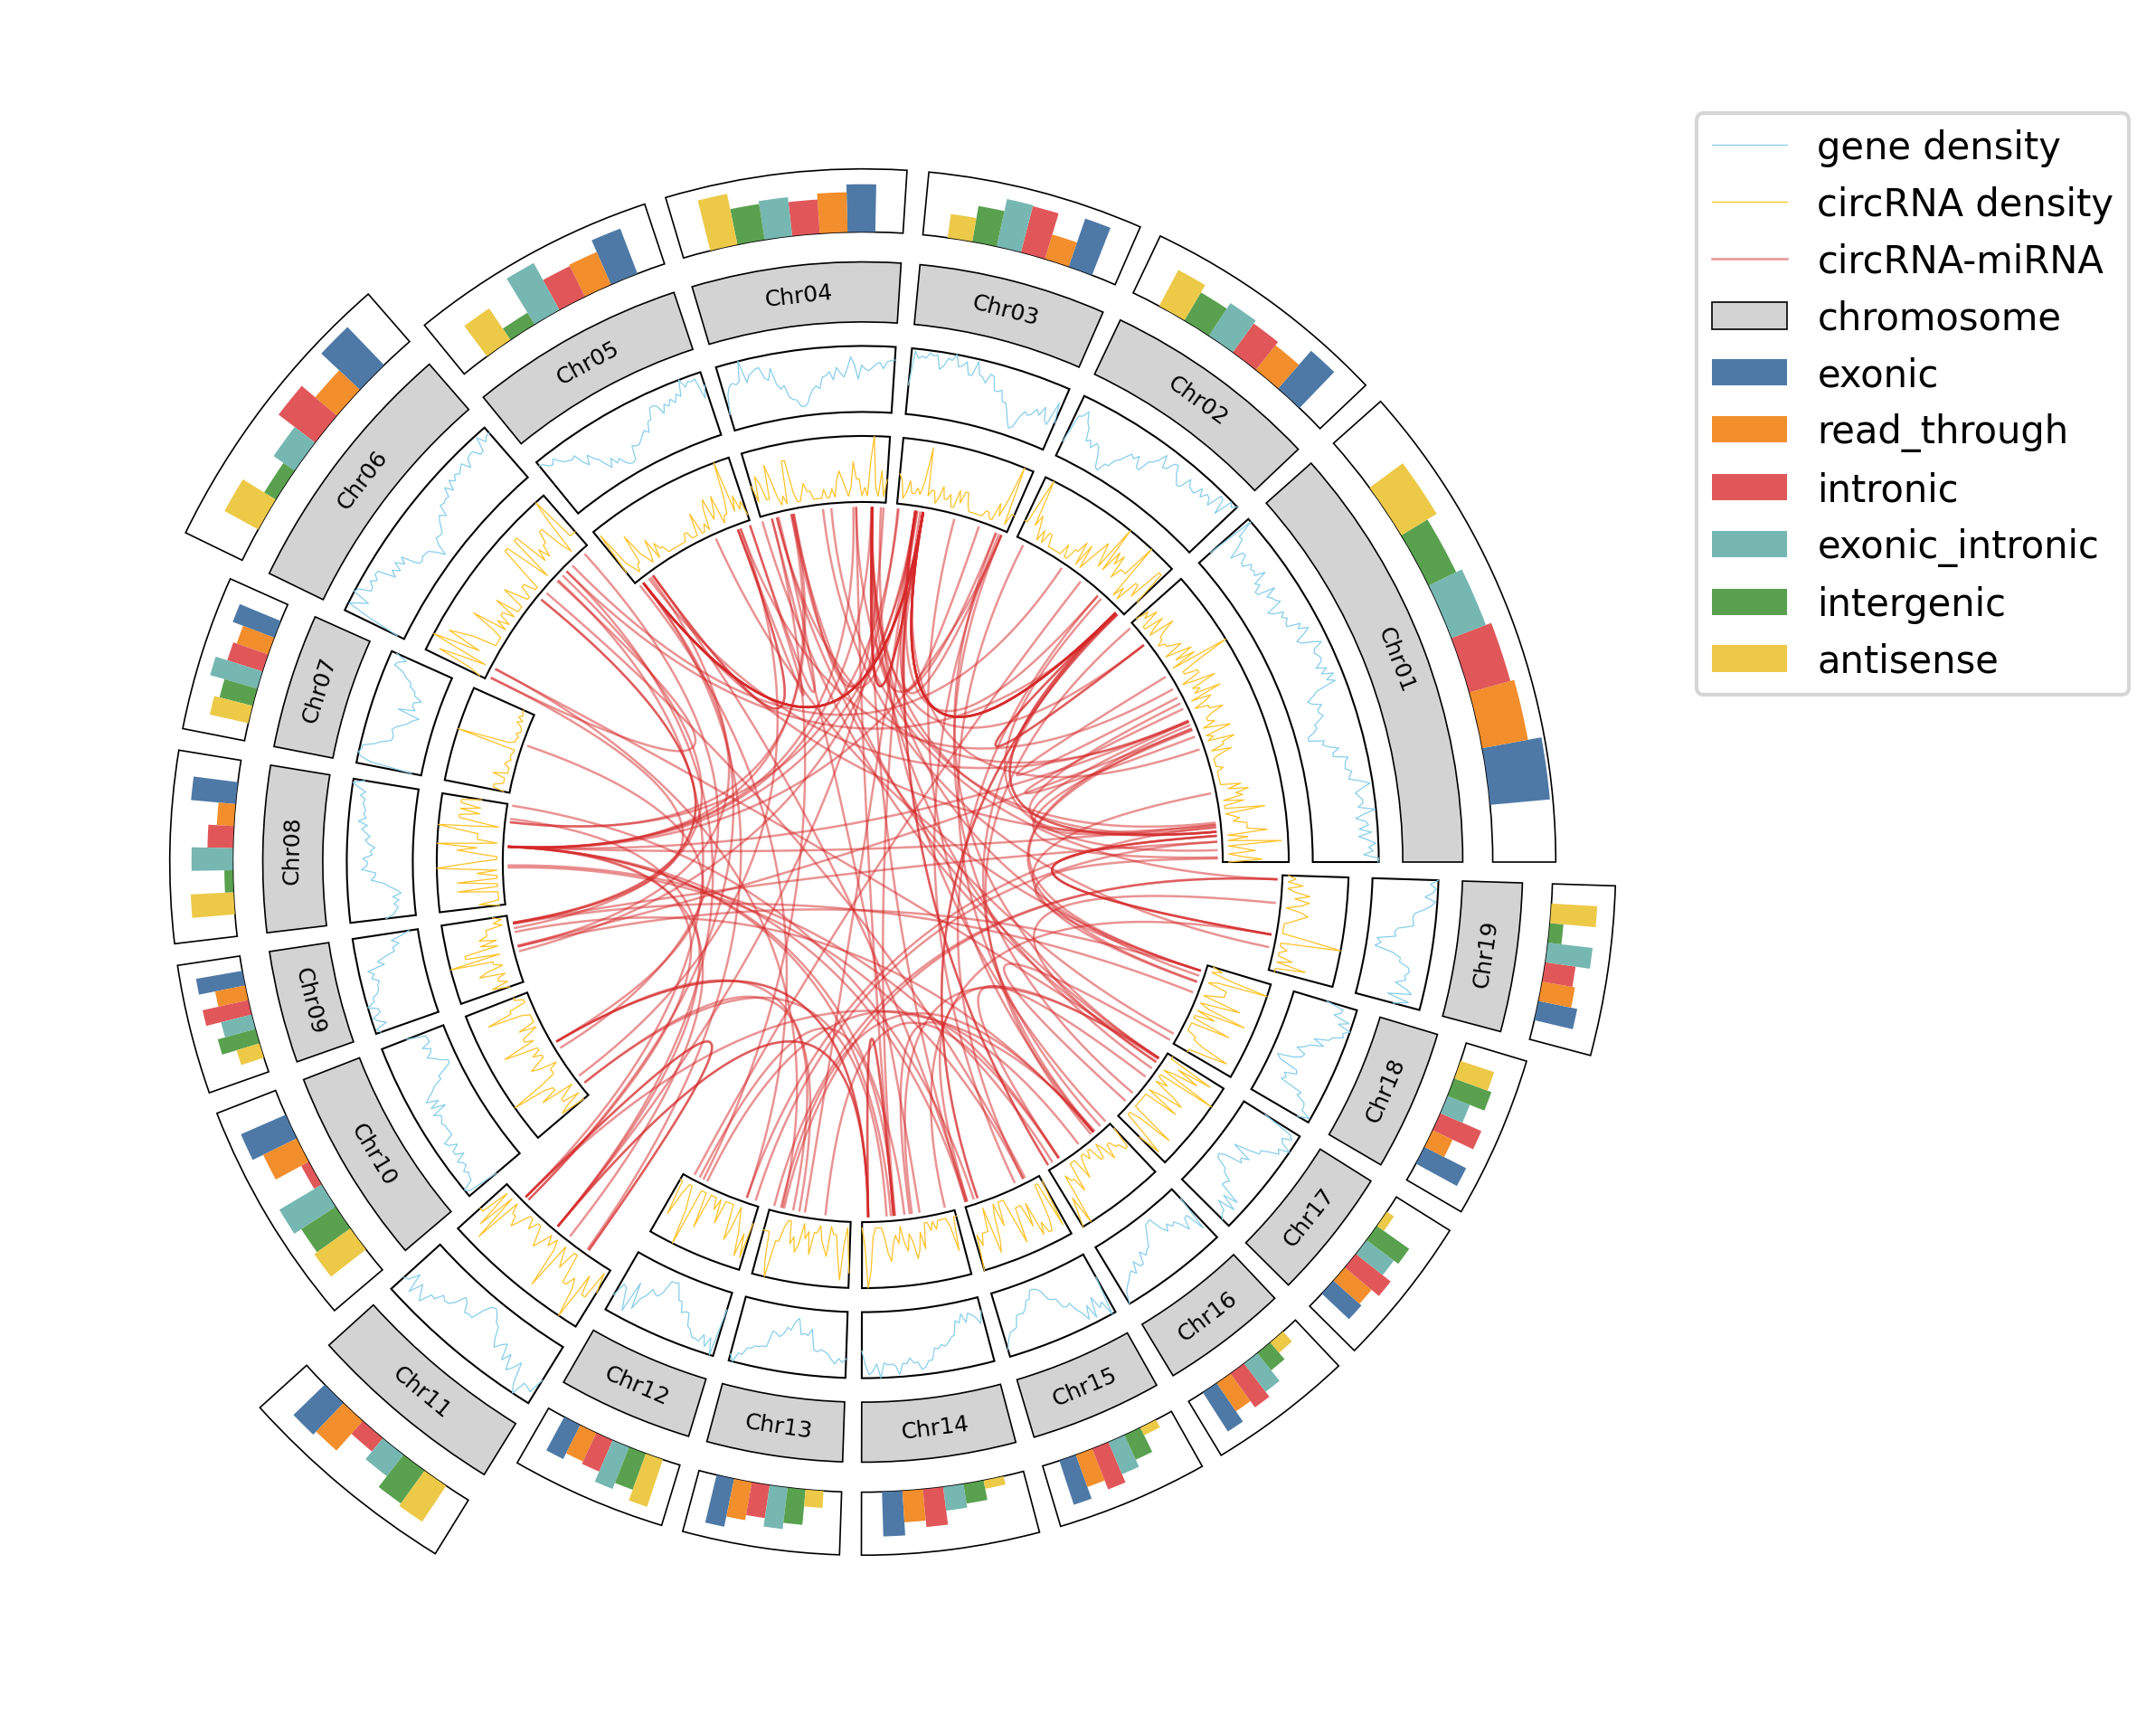 gene density
circRNA density
circRNA-miRNA
chromosome
exonic
read_through
intronic
exonic_intronic
intergenic
antisense
Chr01
Chr02
Chr03
Chr04
Chr05
Chr06
Chr07
Chr08
Chr09
Chr10
Chr11
Chr12
Chr13
Chr14
Chr15
Chr16
Chr17
Chr18
Chr19